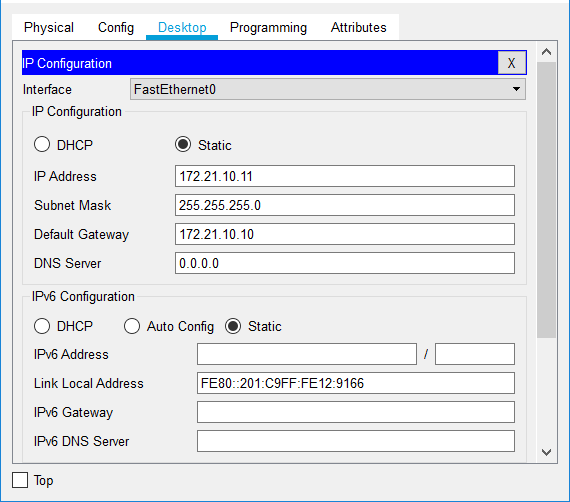 Physical Config Desktop Programming Attributes
IP Configuration X
Interface FastEthernet0
IP Configuration
DHCP Static
IP Address 172.21.10.11
Subnet Mask 255.255.255.0
Default Gateway 172.21.10.10
DNS Server 0.0.0.0
IPv6 Configuration
DHCP Auto Config Static
IPv6 Address /
Link Local Address FE80::201:C9FF:FE12:9166
IPv6 Gateway
IPv6 DNS Server
Top